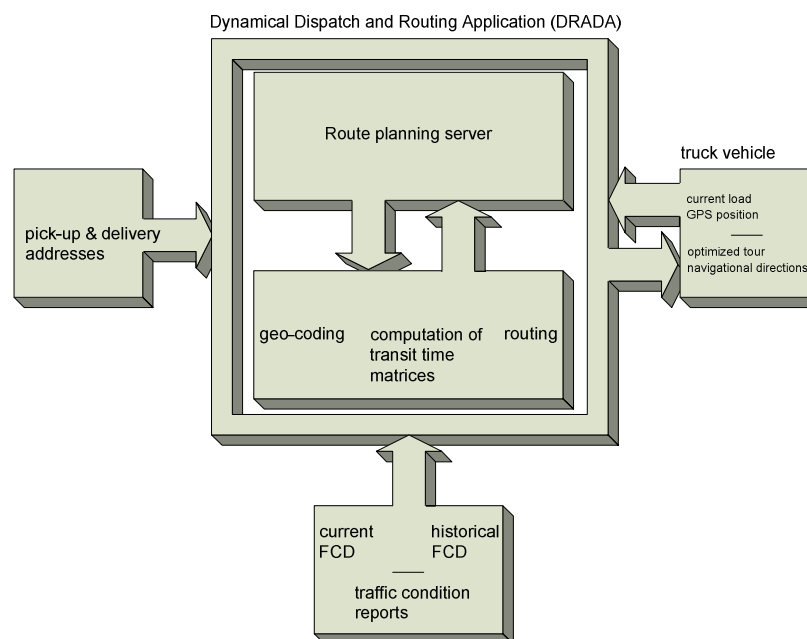 Dynamical Dispatch and Routing Application (DRADA)
Route planning server
truck vehicle
current load
GPS position
optimized tour
navigational directions
pick-up & delivery
addresses
geo-coding
computation of
transit time
matrices
routing
current
FCD
historical
FCD
traffic condition
reports